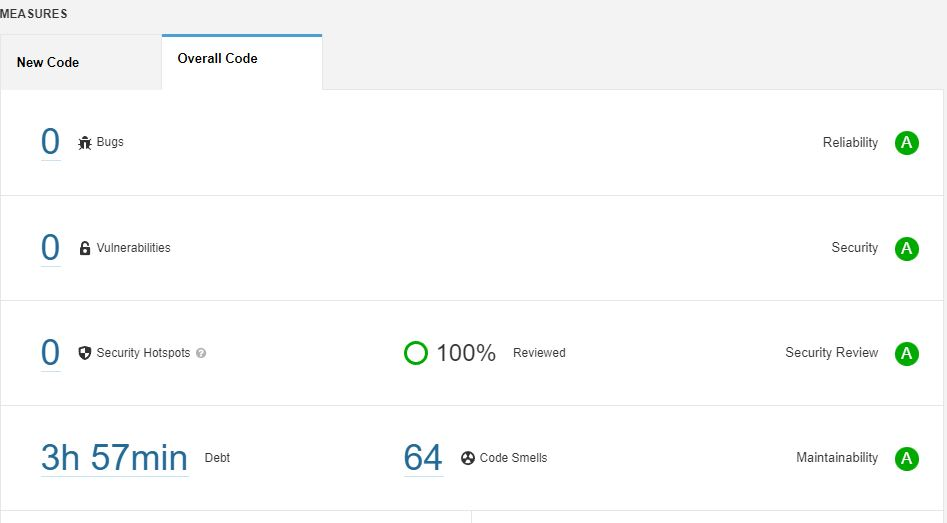 MEASURES
New Code
Overall Code
0 Bugs Reliability A
0 Vulnerabilities Security A
0 Security Hotspots ? 100% Reviewed Security Review A
3h 57min Debt 64 Code Smells Maintainability A